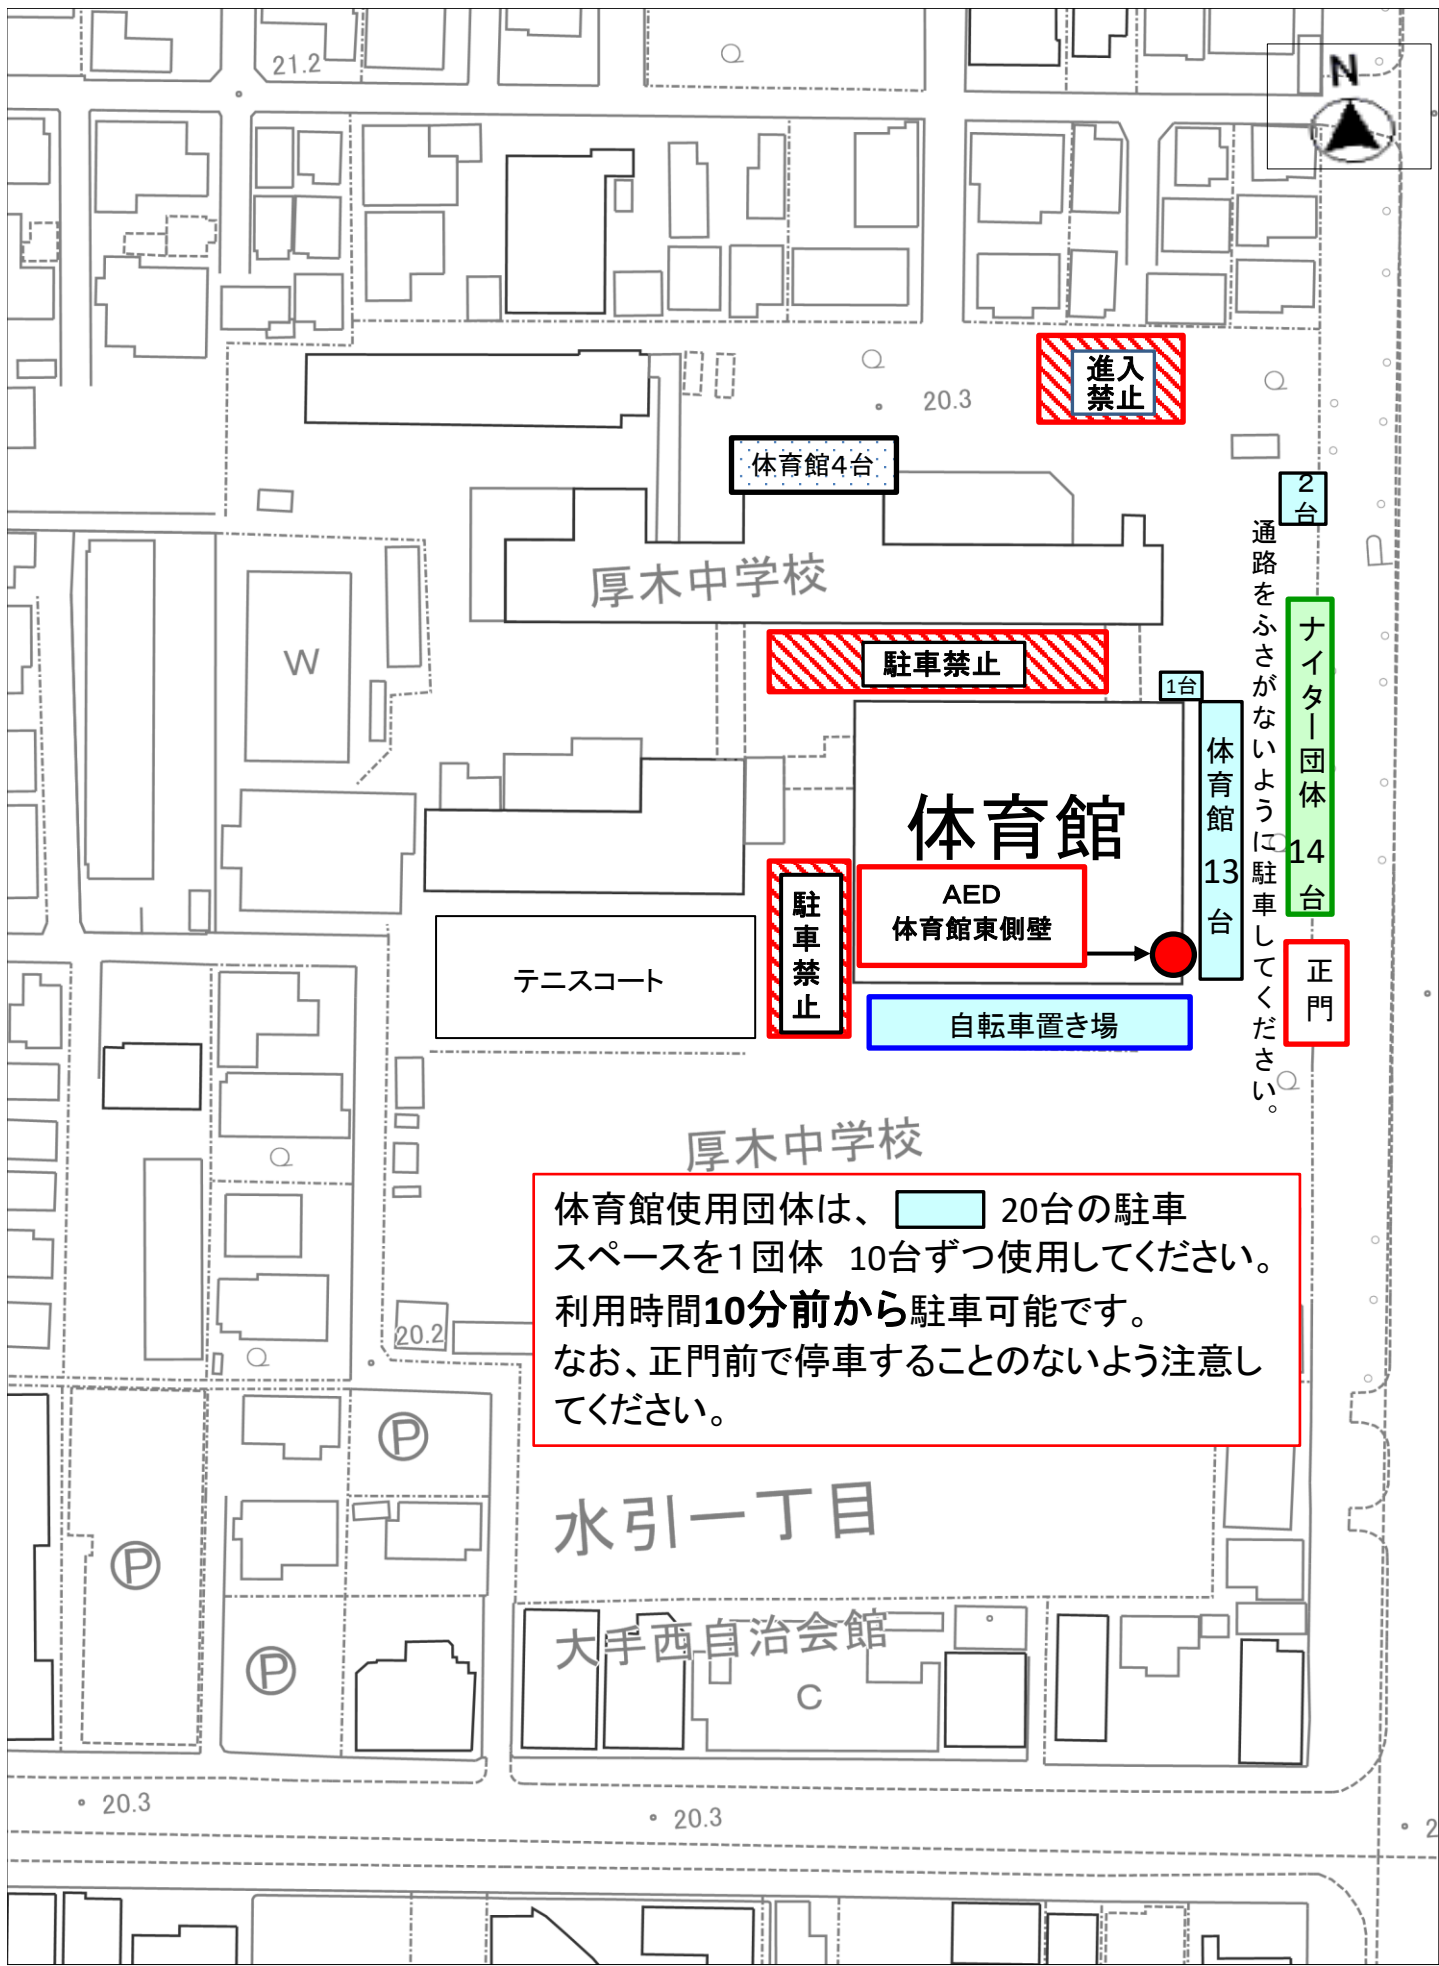 21.2
N
進入
禁止
20.3
体育館4台
2
台
厚木中学校
通路をふさがないように駐車してください。
ナイター団体 14台
W
駐車禁止
1台
体育館 13台
体育館
AED
体育館東側壁
駐車禁止
テニスコート
正門
自転車置き場
厚木中学校
体育館使用団体は、 20台の駐車
スペースを1団体 10台ずつ使用してください。
利用時間10分前から駐車可能です。
なお、正門前で停車することのないよう注意し
てください。
20.2
P
水引一丁目
P
大手西自治会館
P
C
20.3
20.3
2